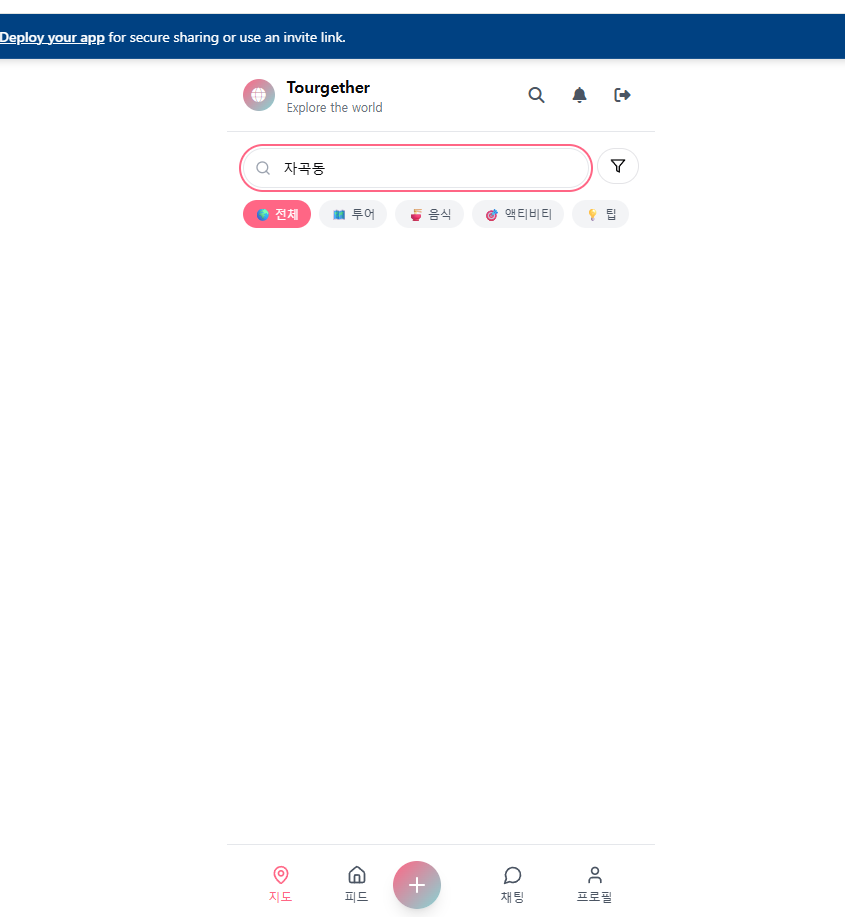 Deploy your app for secure sharing or use an invite link.
Tourgether
Explore the world
자곡동
전체 투어 음식 액티비티 팁
지도 피드 채팅 프로필